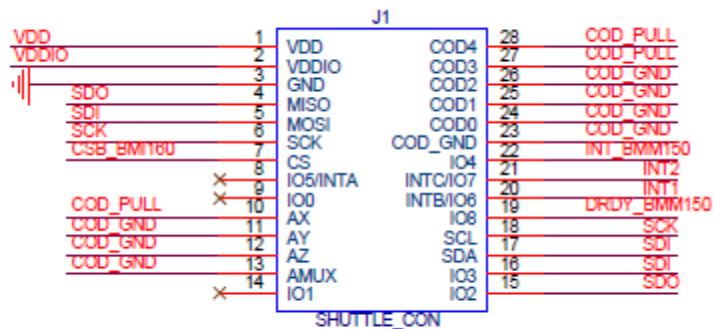 J1
VDD 1 VDD COD4 28 COD_PULL
VDDIO 2 VDDIO COD3 27 COD_PULL
3 GND COD2 26 COD_GND
SDO 4 MISO COD1 25 COD_GND
SDI 5 MOSI COD0 24 COD_GND
SCK 6 SCK COD_GND 23 COD_GND
CSB_BMI160 7 CS IO4 22 INT_BMM150
8 IO5/INTA INTC/IO7 21 INT2
9 IO0 INTB/IO6 20 INT1
COD_PULL 10 AX IO8 19 DRDY_BMM150
COD_GND 11 AY SCL 18 SCK
COD_GND 12 AZ SDA 17 SDI
COD_GND 13 AMUX IO3 16 SDI
14 IO1 IO2 15 SDO
SHUTTLE_CON